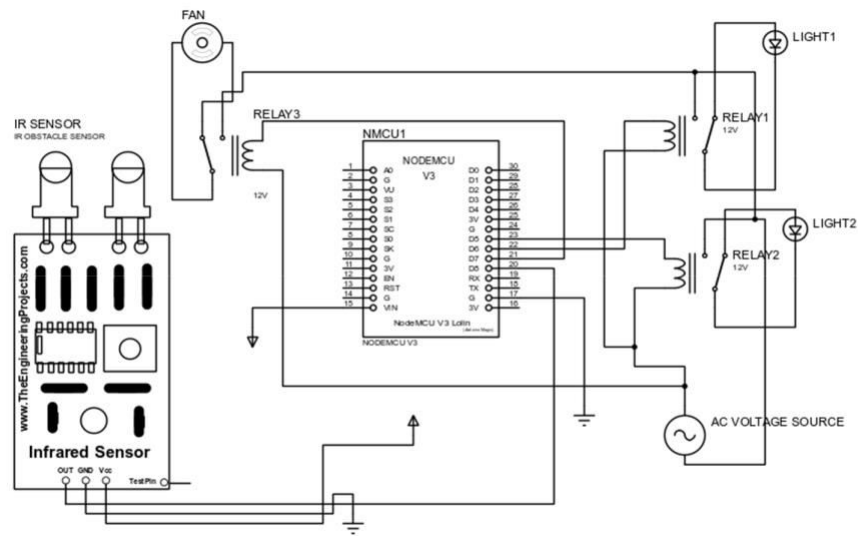 FAN
LIGHT1
RELAY3
RELAY1
12V
IR SENSOR
IR OBSTACLE SENSOR
NMCU1
NODEMCU
V3
12V
1 A0 D0 30
2 G D1 29
3 VU D2 28
4 S3 D3 27
5 S2 D4 26
6 S1 3V 25
7 SC G 24
8 S0 D5 23
9 SK D6 22
10 G D7 21
11 3V D8 20
12 EN RX 19
13 RST TX 18
14 G G 17
15 VIN 3V 16
NodeMCU V3 Lolin
NODEMCU V3
LIGHT2
RELAY2
12V
www.TheEngineeringProjects.com
AC VOLTAGE SOURCE
Infrared Sensor
OUT GND Vcc
TestPin